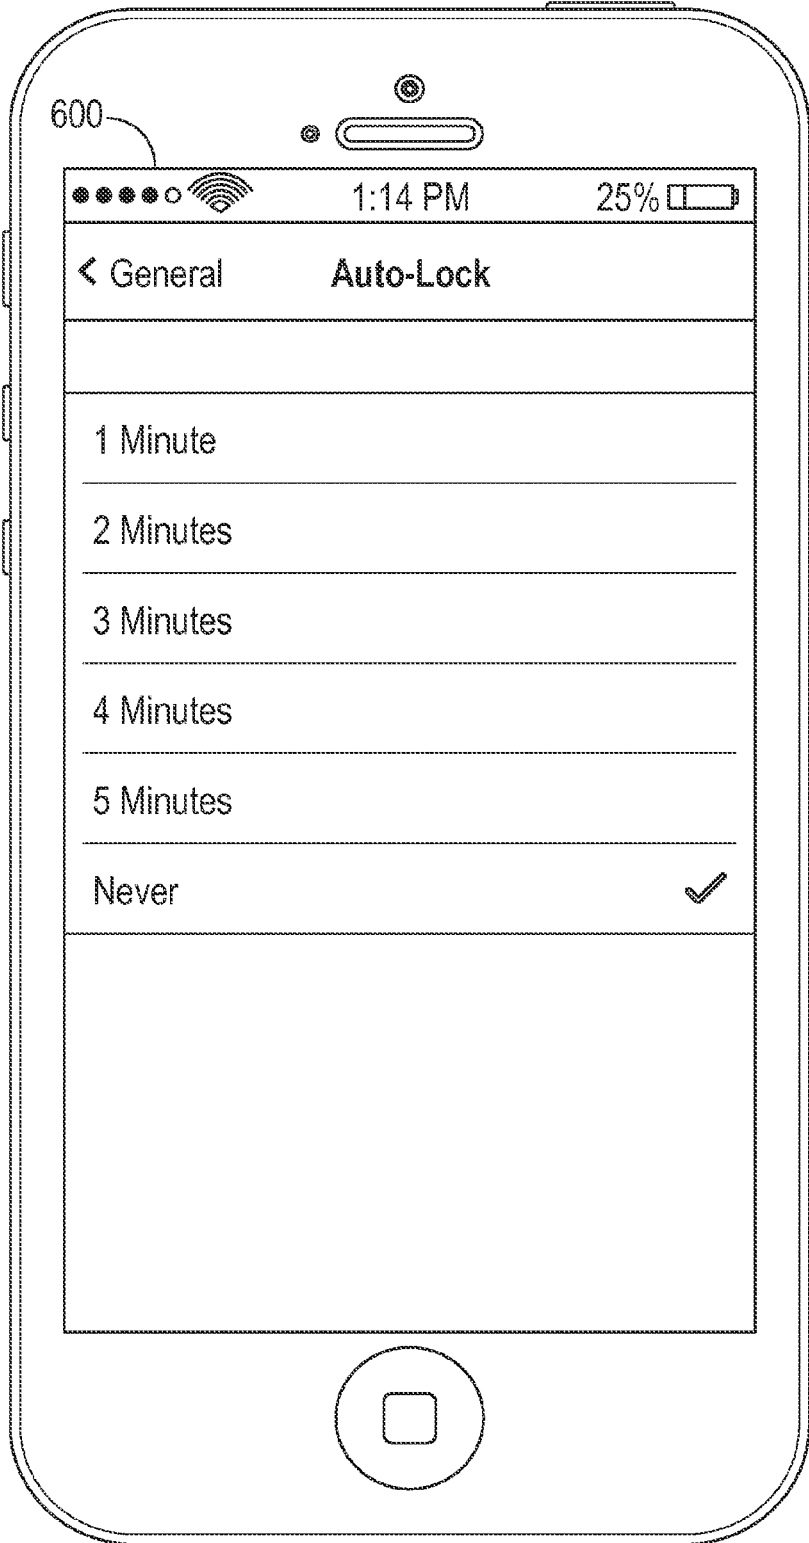 600
1:14 PM 25%
< General Auto-Lock
1 Minute
2 Minutes
3 Minutes
4 Minutes
5 Minutes
Never